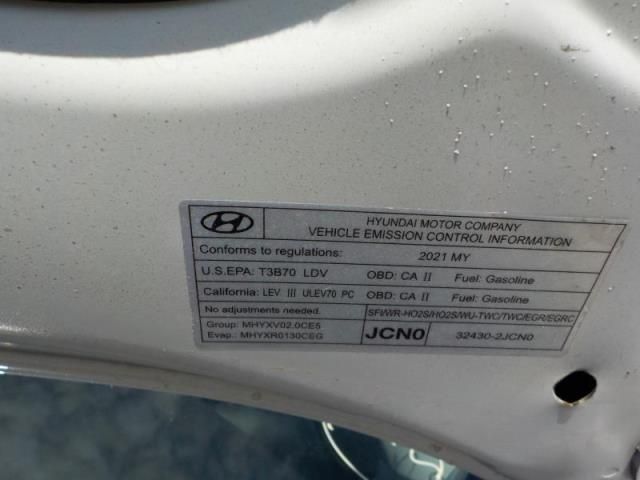 HYUNDAI MOTOR COMPANY
VEHICLE EMISSION CONTROL INFORMATION
Conforms to regulations: 2021 MY
U.S.EPA: T3B70 LDV OBD: CA II Fuel: Gasoline
California: LEV III ULEV70 PC OBD: CA II Fuel: Gasoline
No adjustments needed. SFI/WR-HO2S/HO2S/WU-TWC/TWC/EGR/EGRC
Group: MHYXV02.0CE5
Evap.: MHYXR0130CEG
JCN0 32430-2JCN0